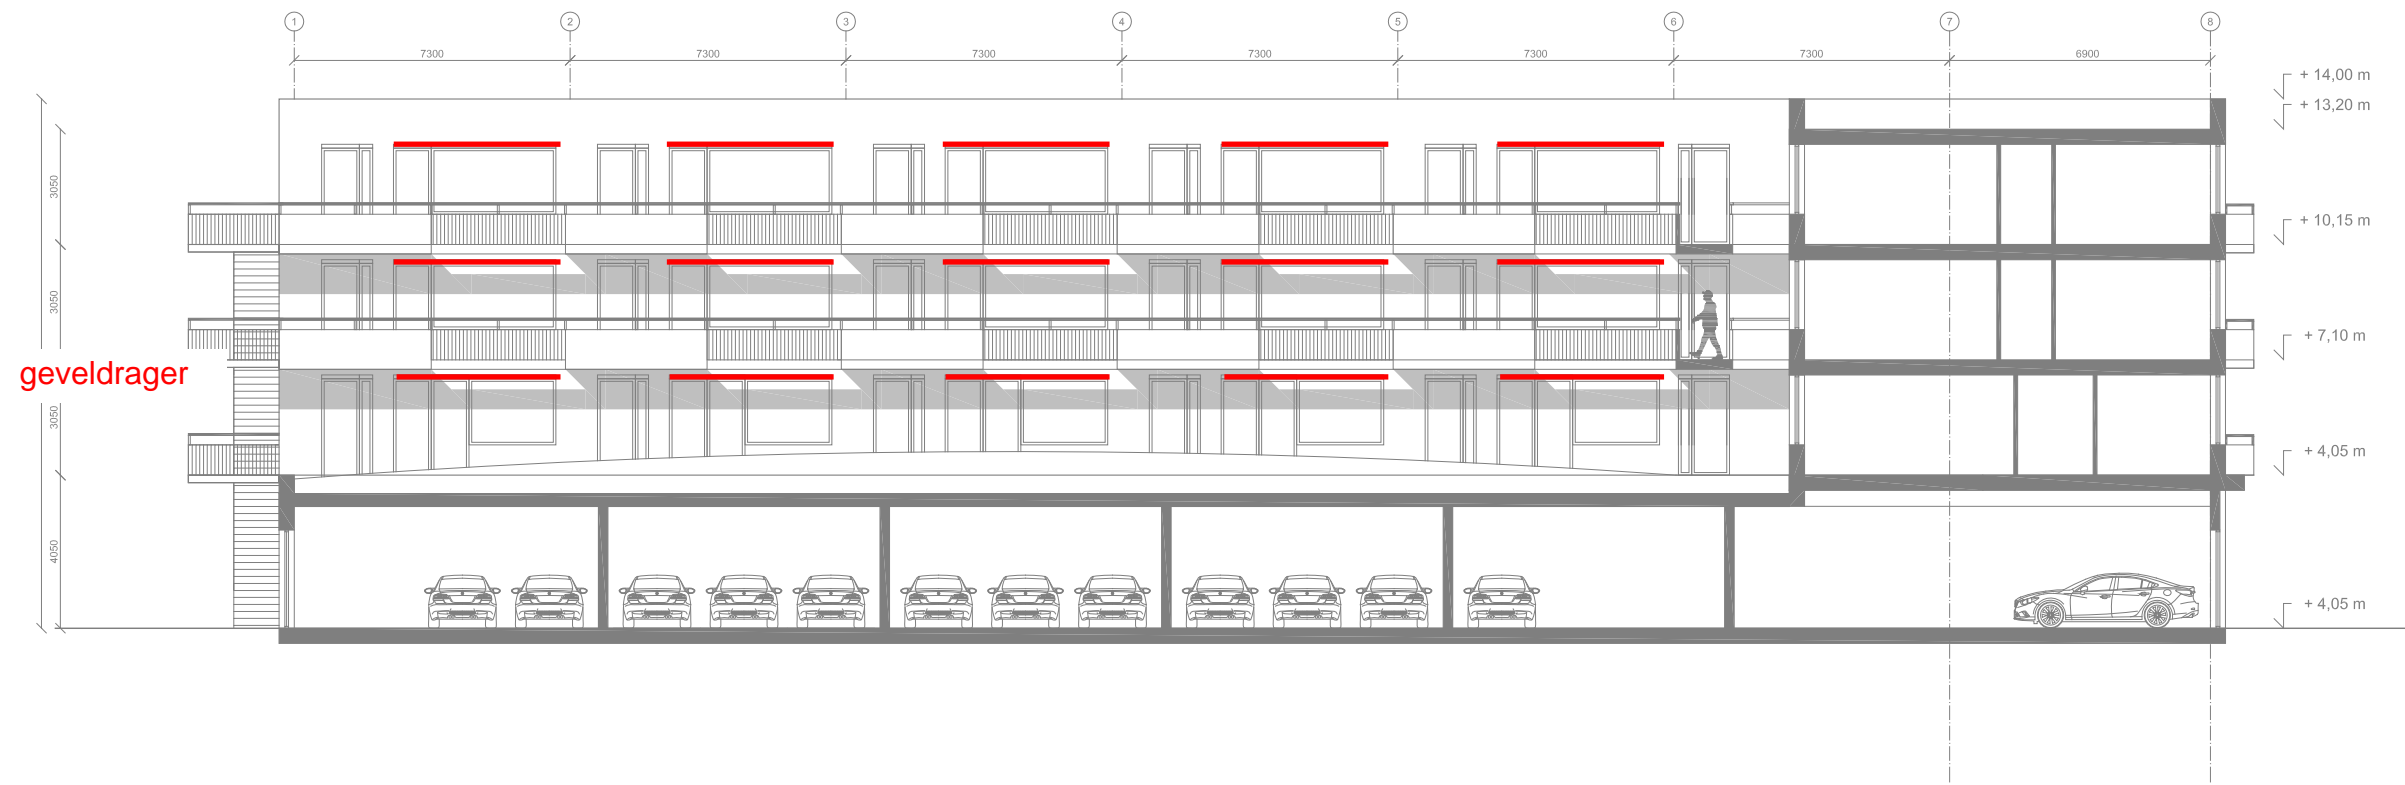 1 2 3 4 5 6 7 8
7300 7300 7300 7300 7300 7300 6900
+ 14,00 m
+ 13,20 m
3050
+ 10,15 m
3050
+ 7,10 m
geveldrager
3050
+ 4,05 m
4050
+ 4,05 m